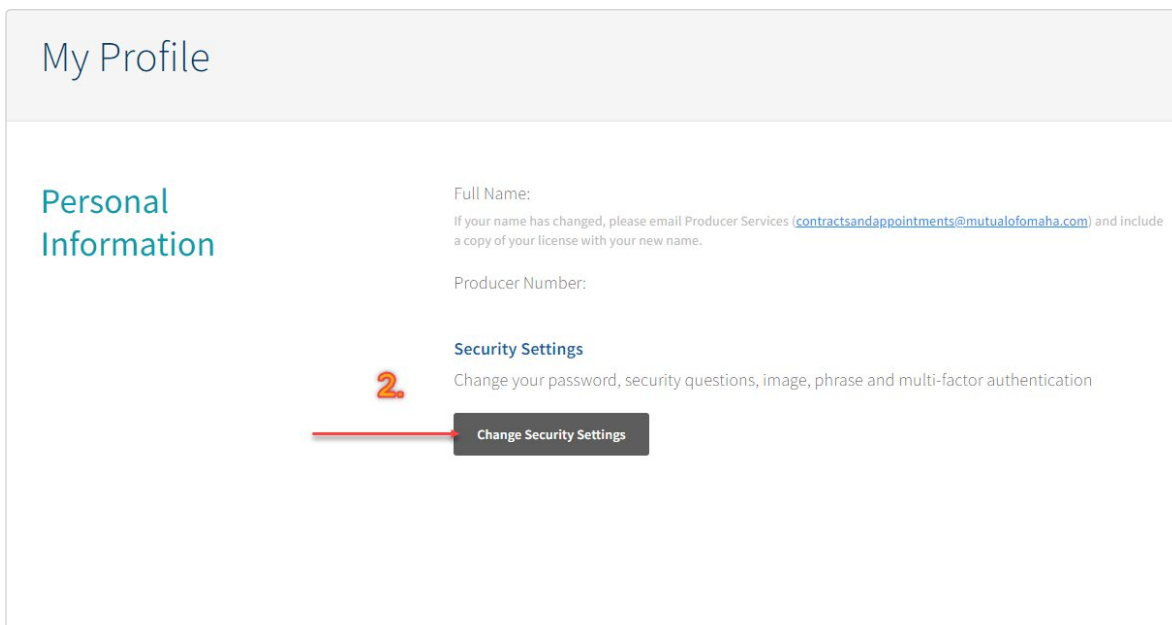 My Profile
Personal
Information
Full Name:
If your name has changed, please email Producer Services (contractsandappointments@mutualofomaha.com) and include
a copy of your license with your new name.
Producer Number:
Security Settings
Change your password, security questions, image, phrase and multi-factor authentication
2.
Change Security Settings